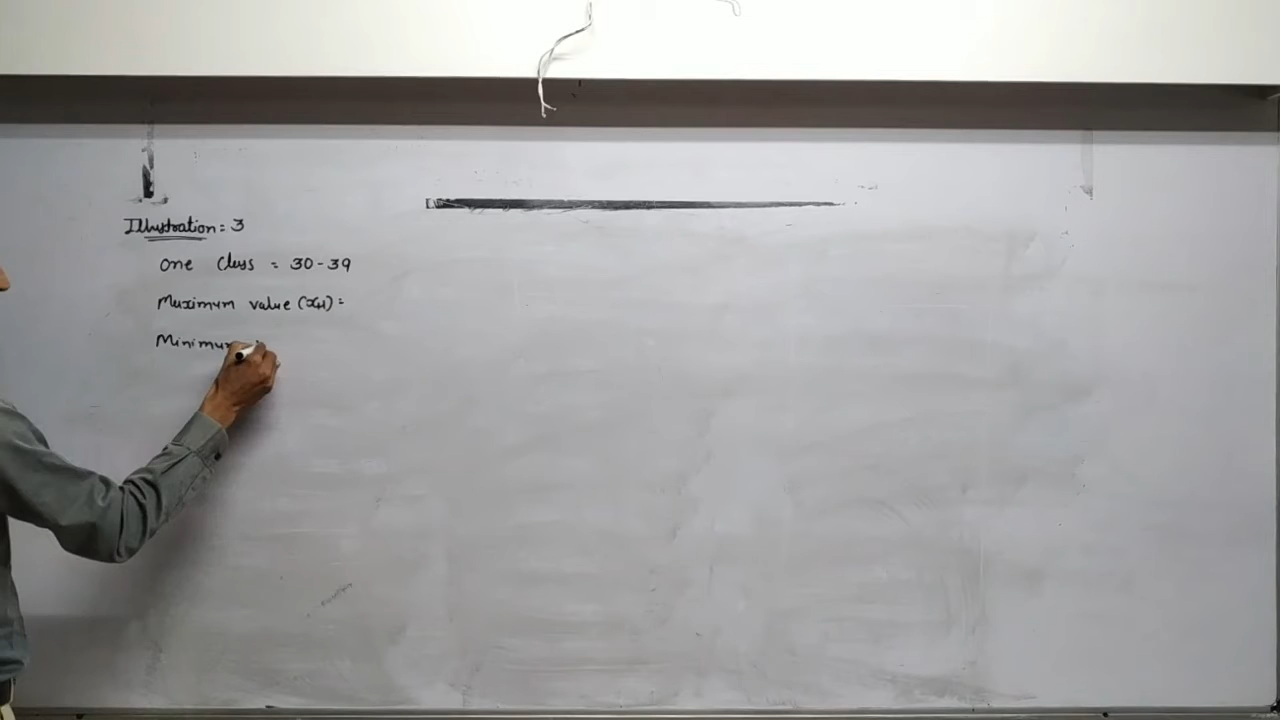 Illustration: 3
One Class = 30-39
Maximum value (xH) =
Minimum